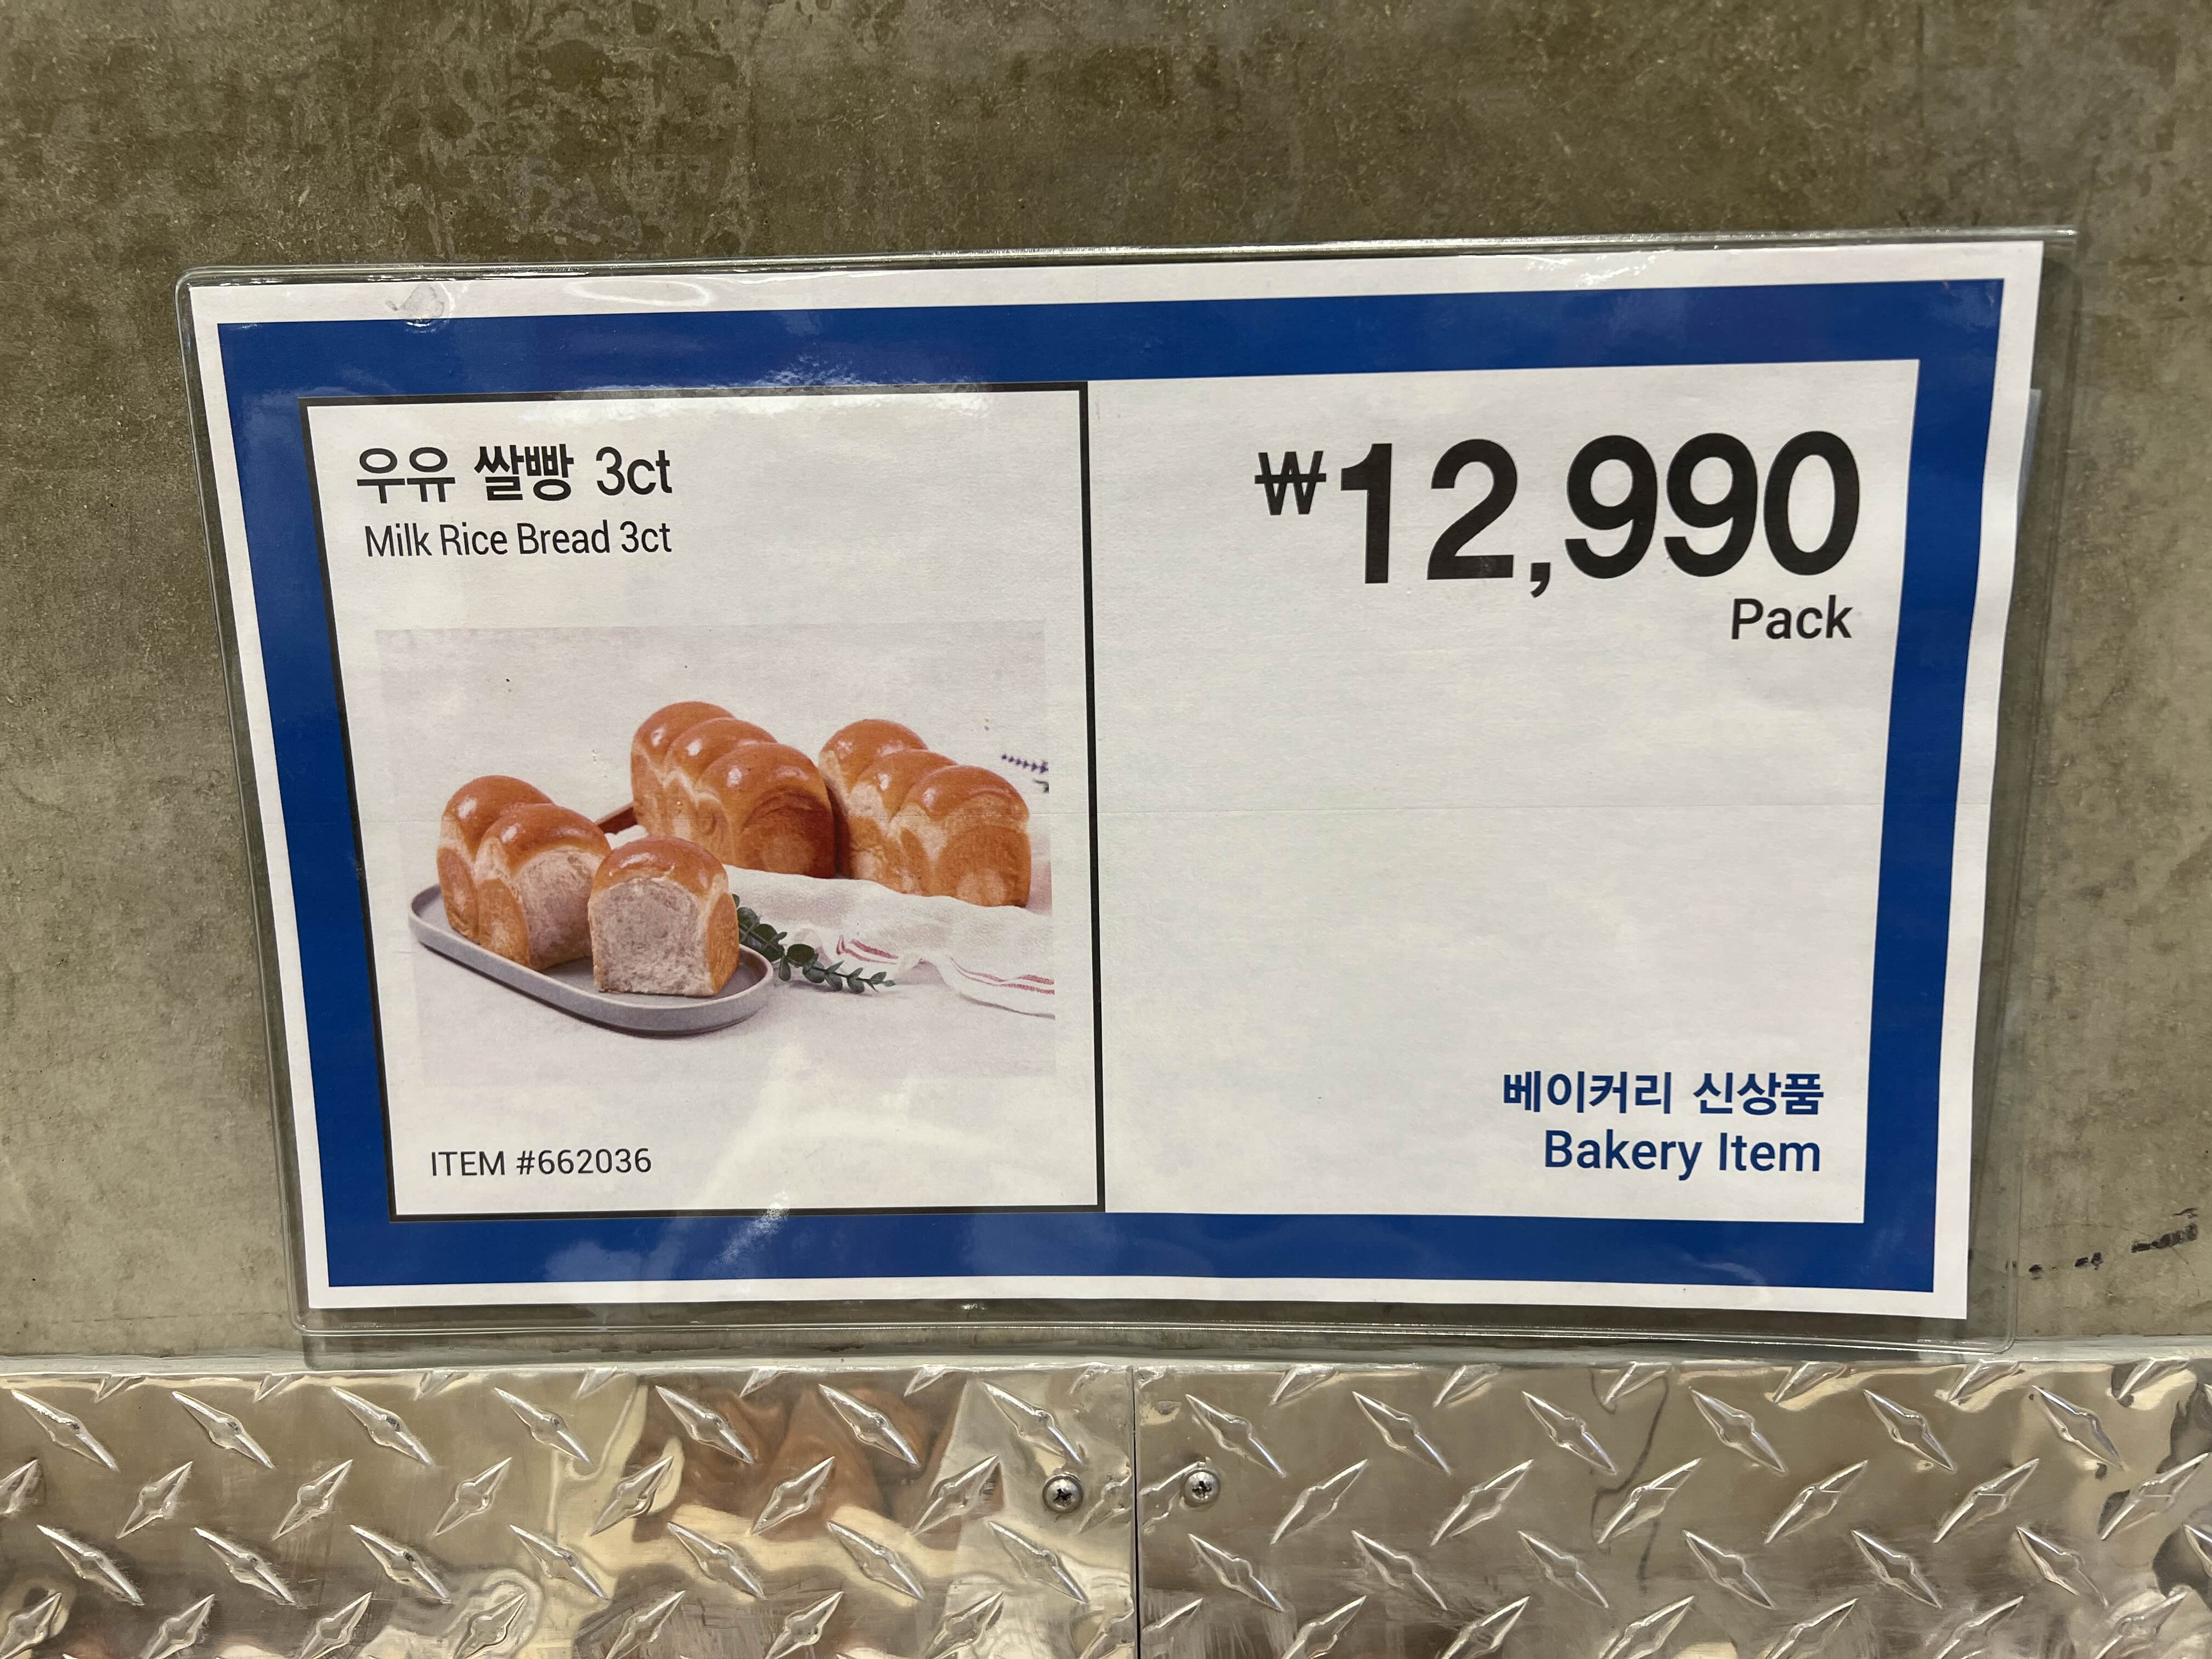 우유 쌀빵 3ct
Milk Rice Bread 3ct
ITEM #662036
₩12,990
Pack
베이커리 신상품
Bakery Item